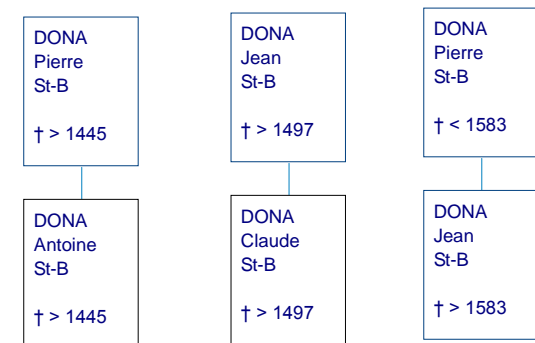 DONA
Pierre
St-B
† > 1445
DONA
Jean
St-B
† > 1497
DONA
Pierre
St-B
† < 1583
DONA
Antoine
St-B
† > 1445
DONA
Claude
St-B
† > 1497
DONA
Jean
St-B
† > 1583